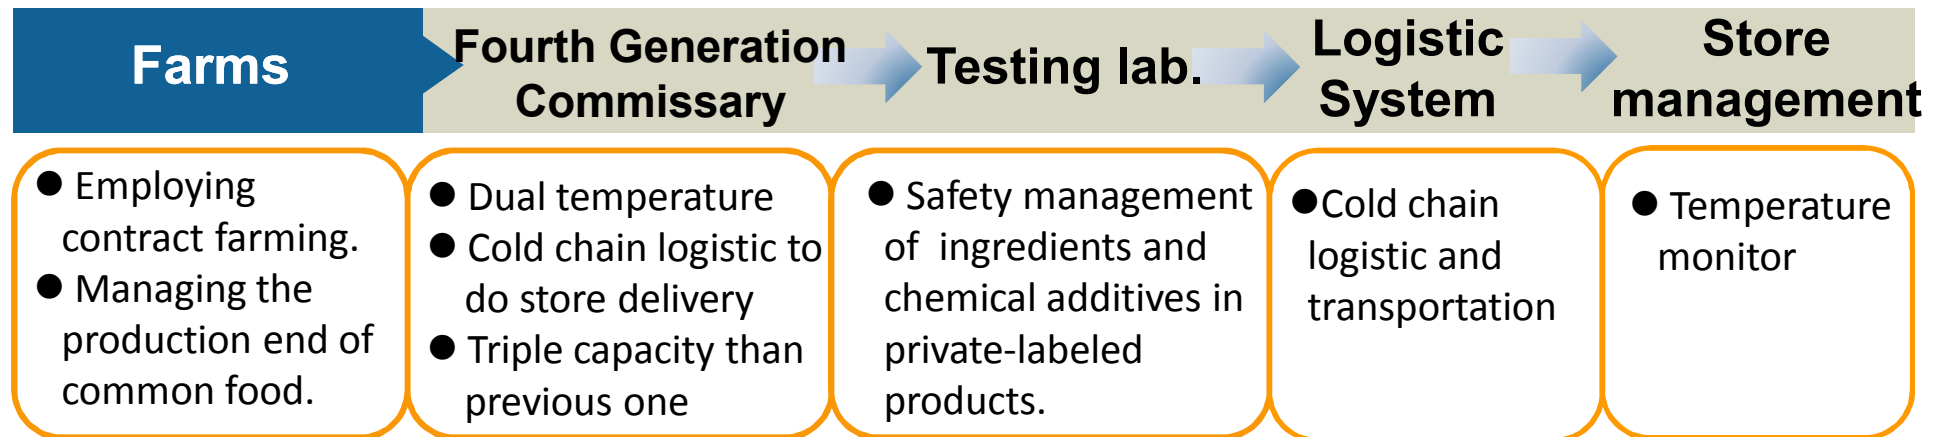 Farms
Fourth Generation
Commissary
Testing lab.
Logistic
System
Store
management
● Employing
contract farming.
● Managing the
production end of
common food.
● Dual temperature
● Cold chain logistic to
do store delivery
● Triple capacity than
previous one
● Safety management
of ingredients and
chemical additives in
private-labeled
products.
●Cold chain
logistic and
transportation
● Temperature
monitor